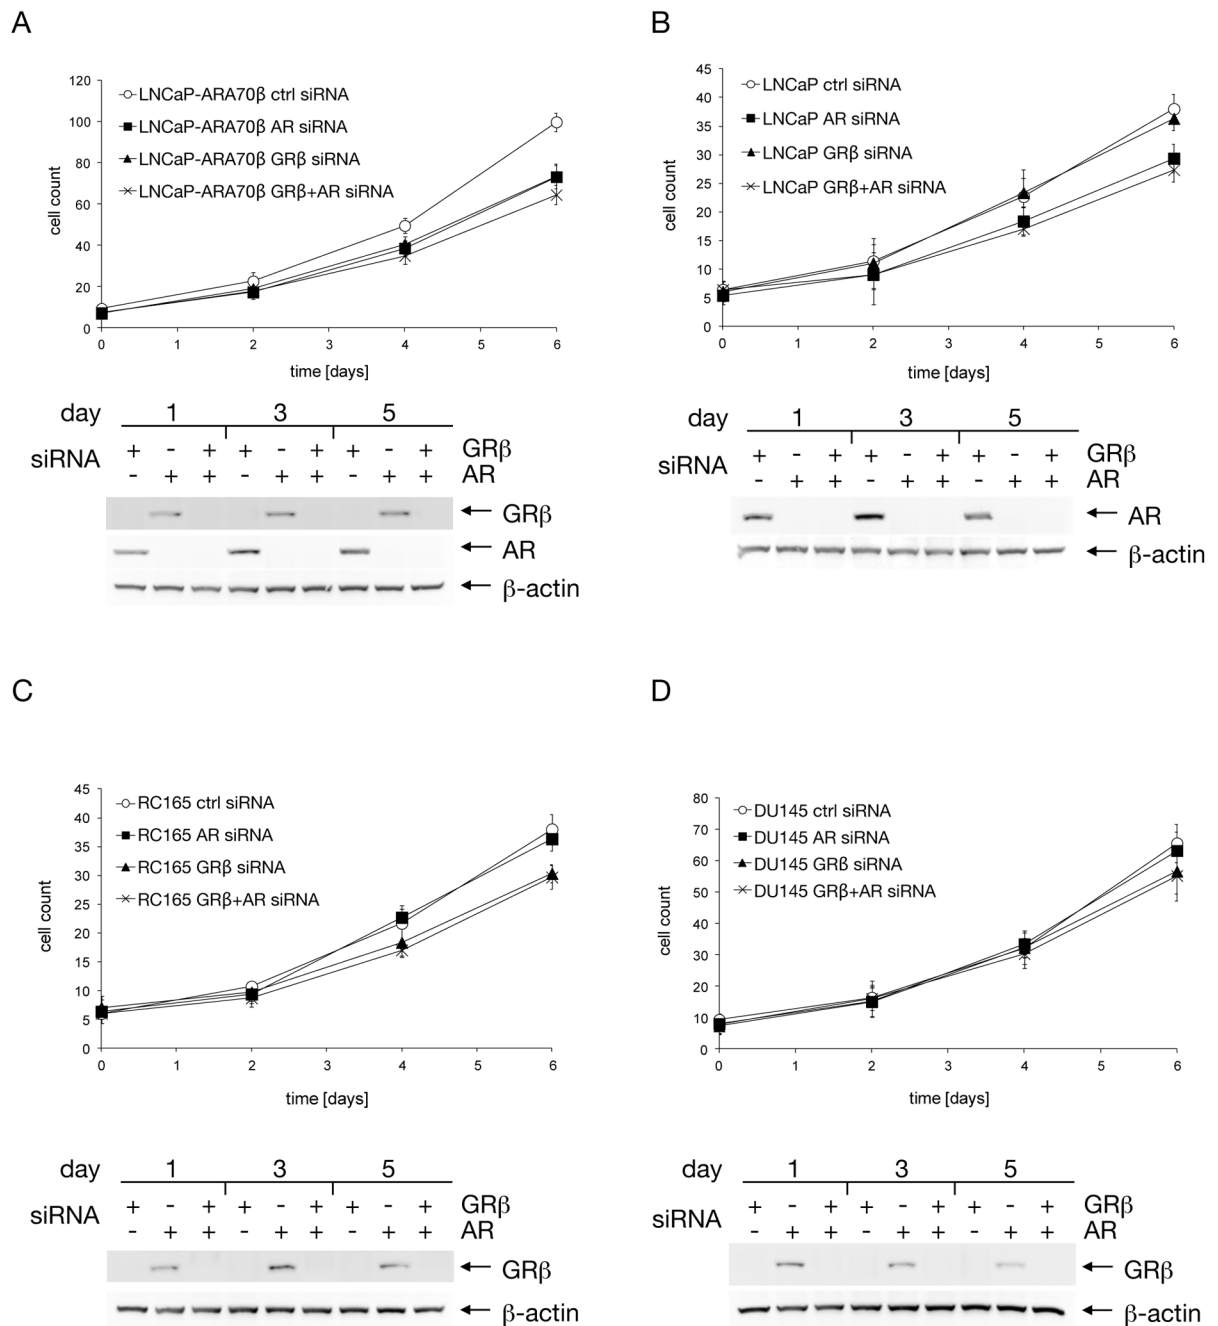 A
cell count
120
100
80
60
40
20
0
LNCaP-ARA70β ctrl siRNA
LNCaP-ARA70β AR siRNA
LNCaP-ARA70β GRβ siRNA
LNCaP-ARA70β GRβ+AR siRNA
0 1 2 3 4 5 6
time [days]
day 1 3 5
siRNA
+ - + + - + + - + GRβ
- + + - + + - + + AR
GRβ
AR
β-actin
B
cell count
45
40
35
30
25
20
15
10
5
0
LNCaP ctrl siRNA
LNCaP AR siRNA
LNCaP GRβ siRNA
LNCaP GRβ+AR siRNA
0 1 2 3 4 5 6
time [days]
day 1 3 5
siRNA
+ - + + - + + - + GRβ
- + + - + + - + + AR
AR
β-actin
C
cell count
45
40
35
30
25
20
15
10
5
0
RC165 ctrl siRNA
RC165 AR siRNA
RC165 GRβ siRNA
RC165 GRβ+AR siRNA
0 1 2 3 4 5 6
time [days]
day 1 3 5
siRNA
+ - + + - + + - + GRβ
- + + - + + - + + AR
GRβ
β-actin
D
cell count
80
70
60
50
40
30
20
10
0
DU145 ctrl siRNA
DU145 AR siRNA
DU145 GRß siRNA
DU145 GRβ+AR siRNA
0 1 2 3 4 5 6
time [days]
day 1 3 5
siRNA
+ - + + - + + - + GRβ
- + + - + + - + + AR
GRβ
β-actin